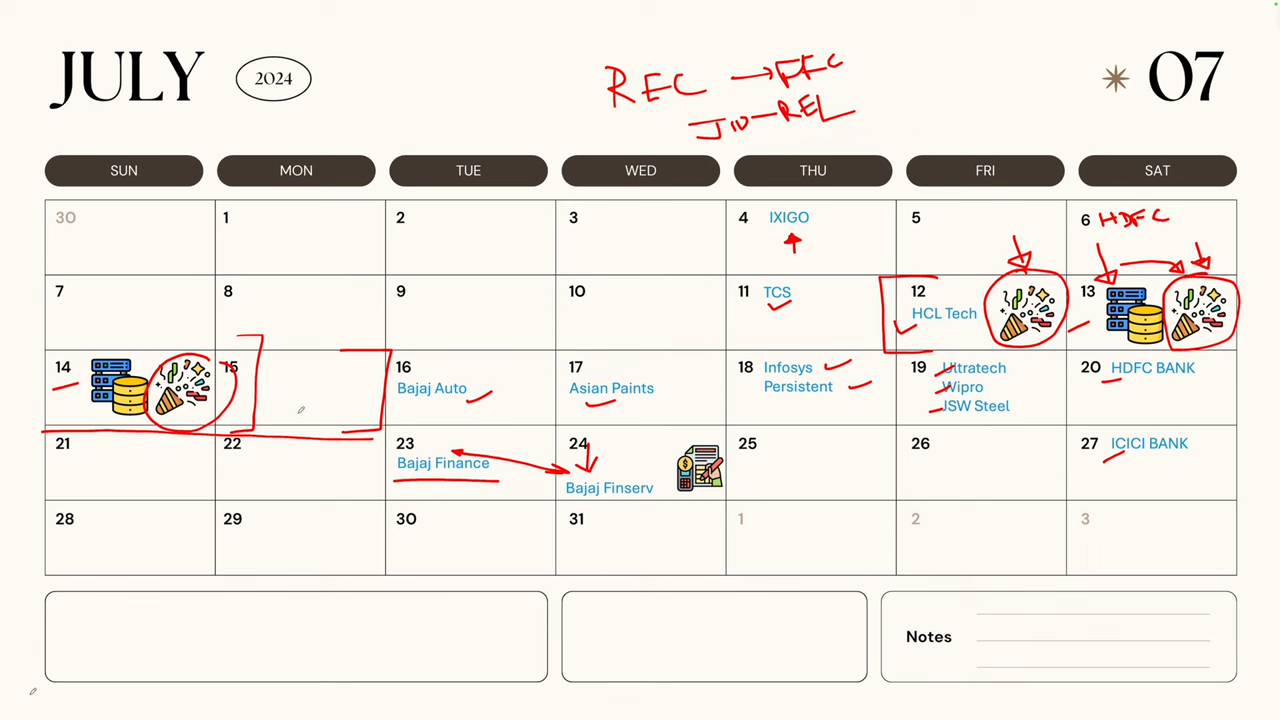 JULY
2024
07
REC → PFC
JIO-REL
SUN MON TUE WED THU FRI SAT
30 1 2 3 4 IXIGO 5 6 HDFC
7 8 9 10 11 TCS 12 13
HCL Tech
14 15 16 17 18 Infosys 19 Ultratech 20 HDFC BANK
Bajaj Auto Asian Paints Persistent Wipro
JSW Steel
21 22 23 24 25 26 27 ICICI BANK
Bajaj Finance
Bajaj Finserv
28 29 30 31 1 2 3
Notes